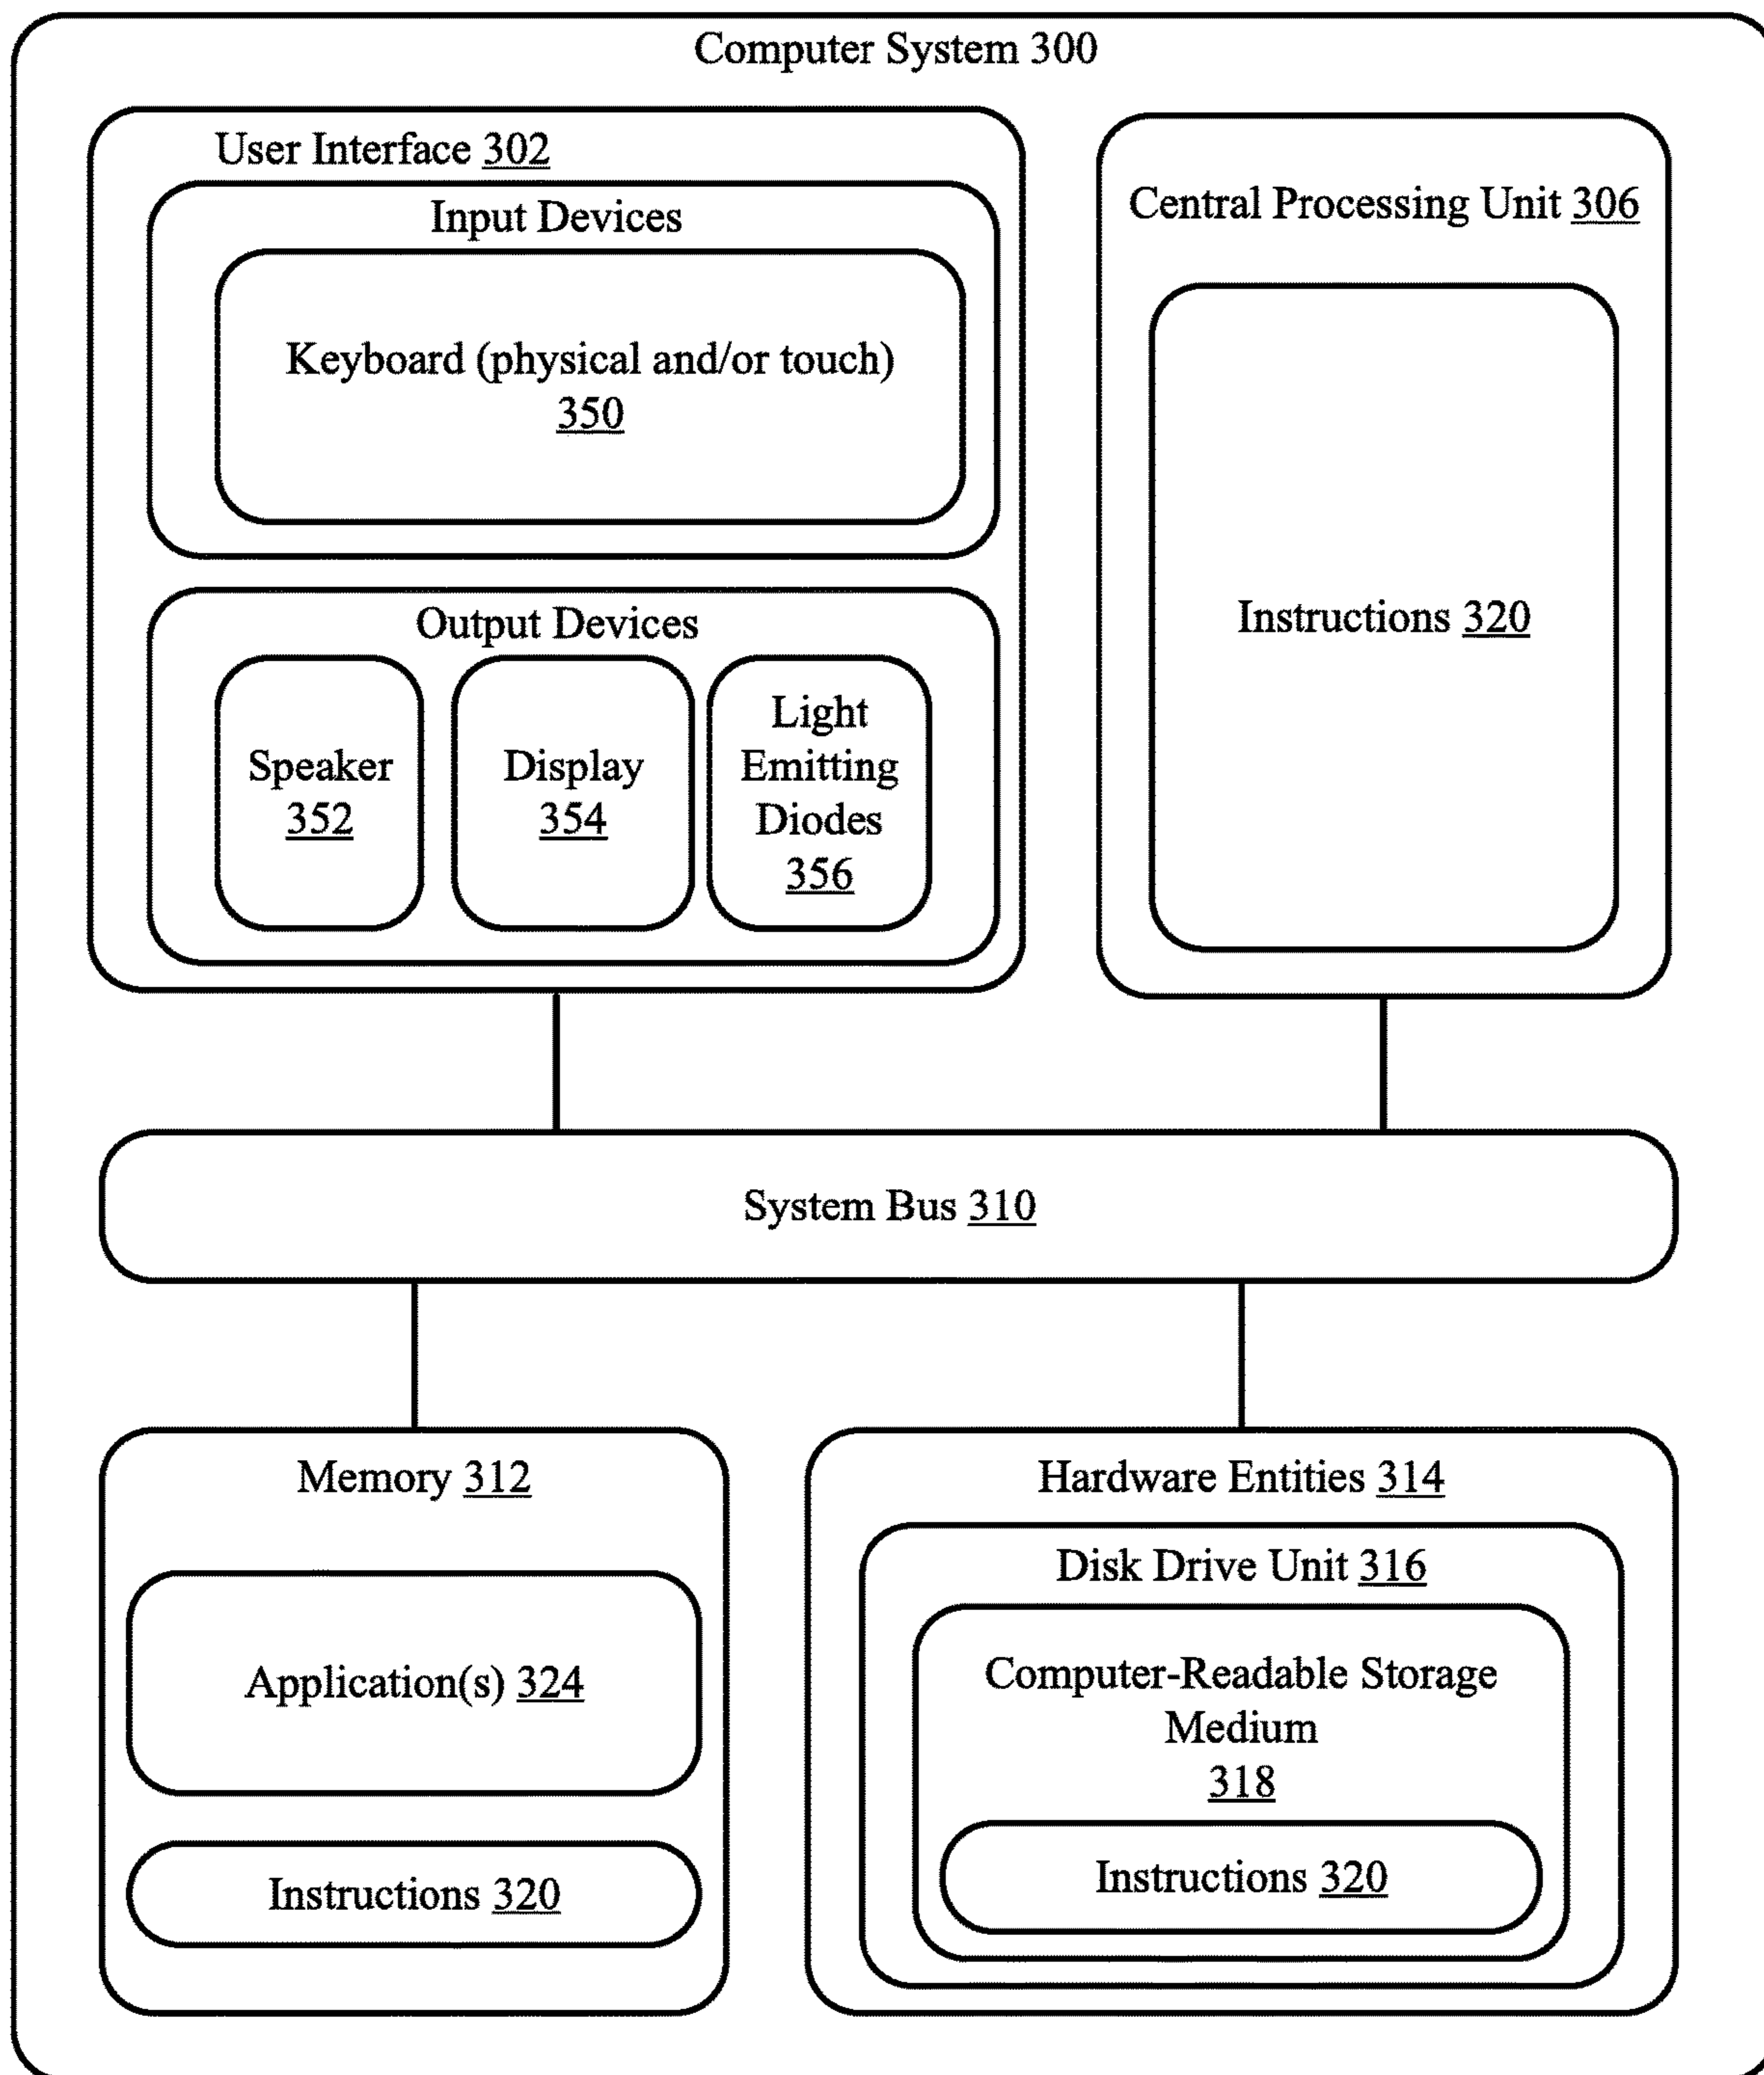 Computer System 300
User Interface 302
Input Devices
Keyboard (physical and/or touch)
350
Output Devices
Speaker
352
Display
354
Light
Emitting
Diodes
356
Central Processing Unit 306
Instructions 320
System Bus 310
Memory 312
Application(s) 324
Instructions 320
Hardware Entities 314
Disk Drive Unit 316
Computer-Readable Storage
Medium
318
Instructions 320